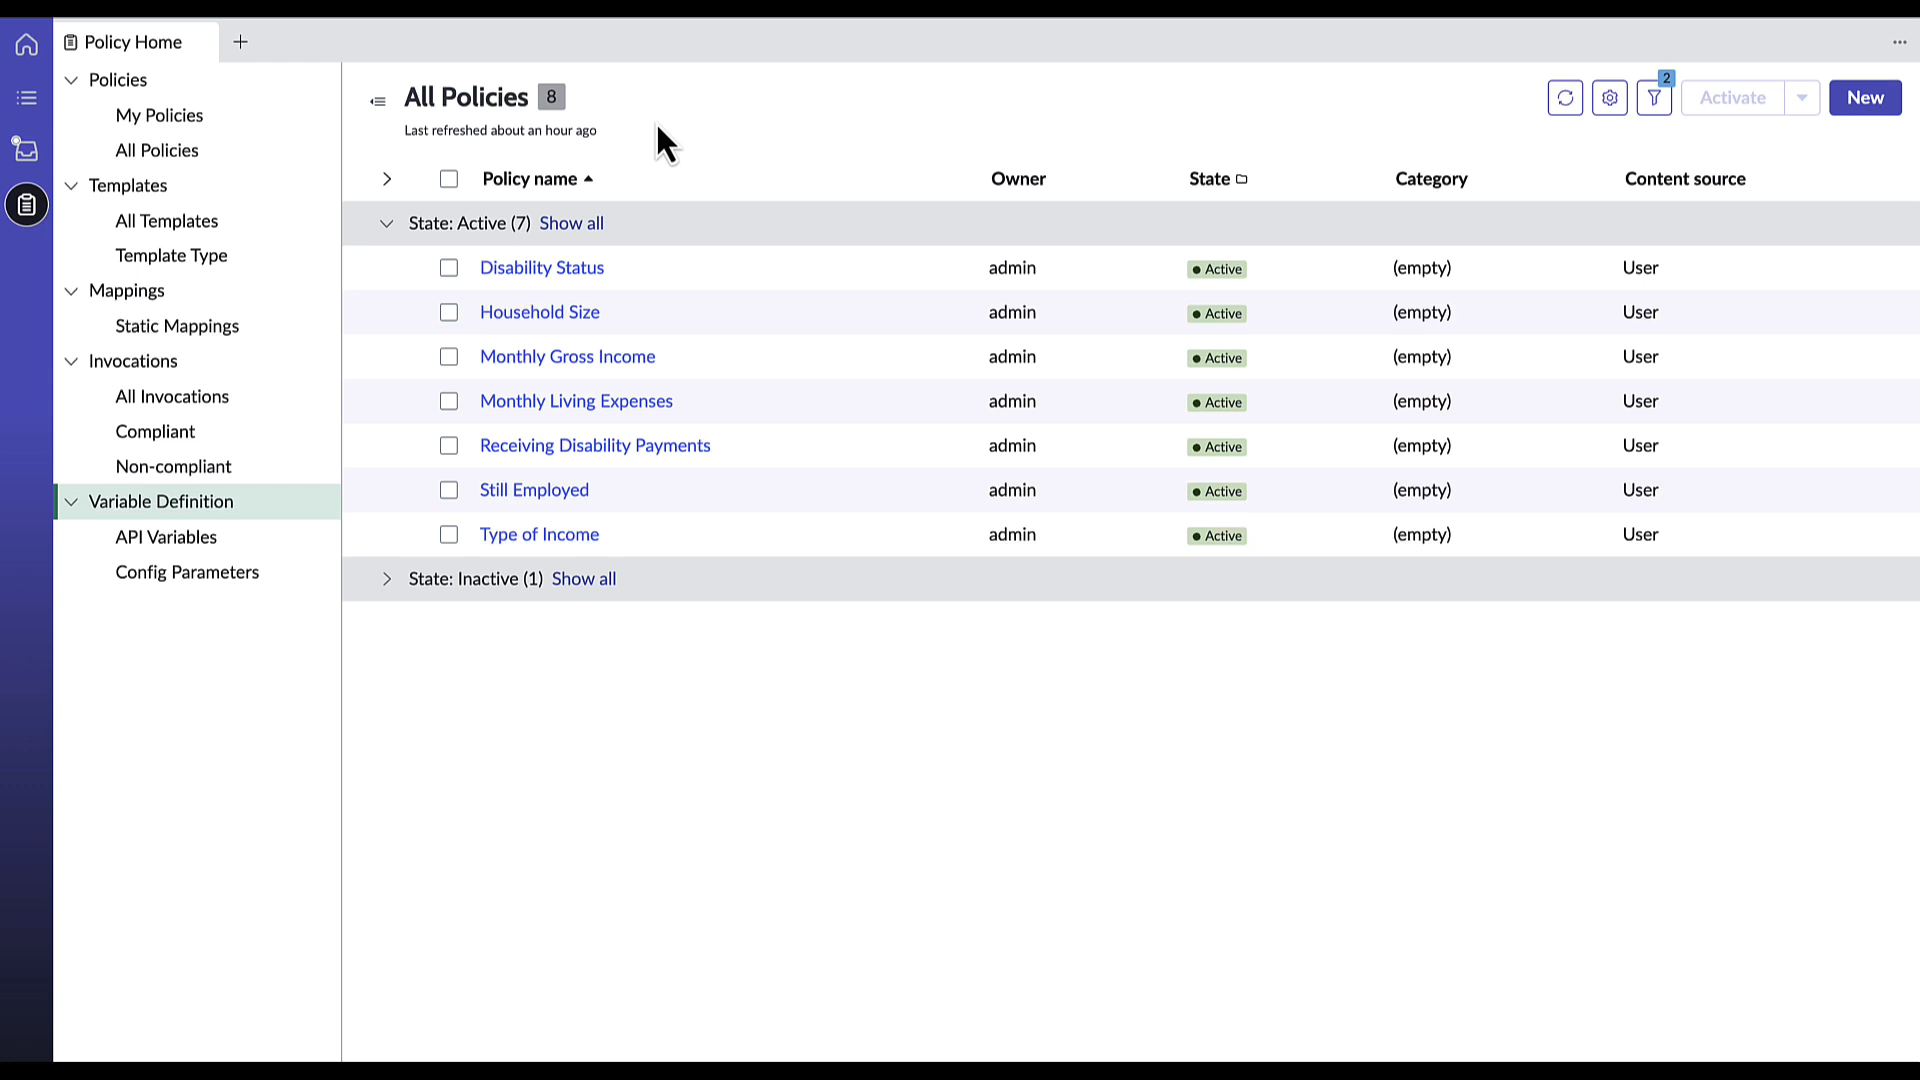 Policy Home
Policies
My Policies
All Policies
Templates
All Templates
Template Type
Mappings
Static Mappings
Invocations
All Invocations
Compliant
Non-compliant
Variable Definition
API Variables
Config Parameters
All Policies 8
Last refreshed about an hour ago
2
Activate
New
Policy name Owner State Category Content source
State: Active (7) Show all
Disability Status admin Active (empty) User
Household Size admin Active (empty) User
Monthly Gross Income admin Active (empty) User
Monthly Living Expenses admin Active (empty) User
Receiving Disability Payments admin Active (empty) User
Still Employed admin Active (empty) User
Type of Income admin Active (empty) User
State: Inactive (1) Show all